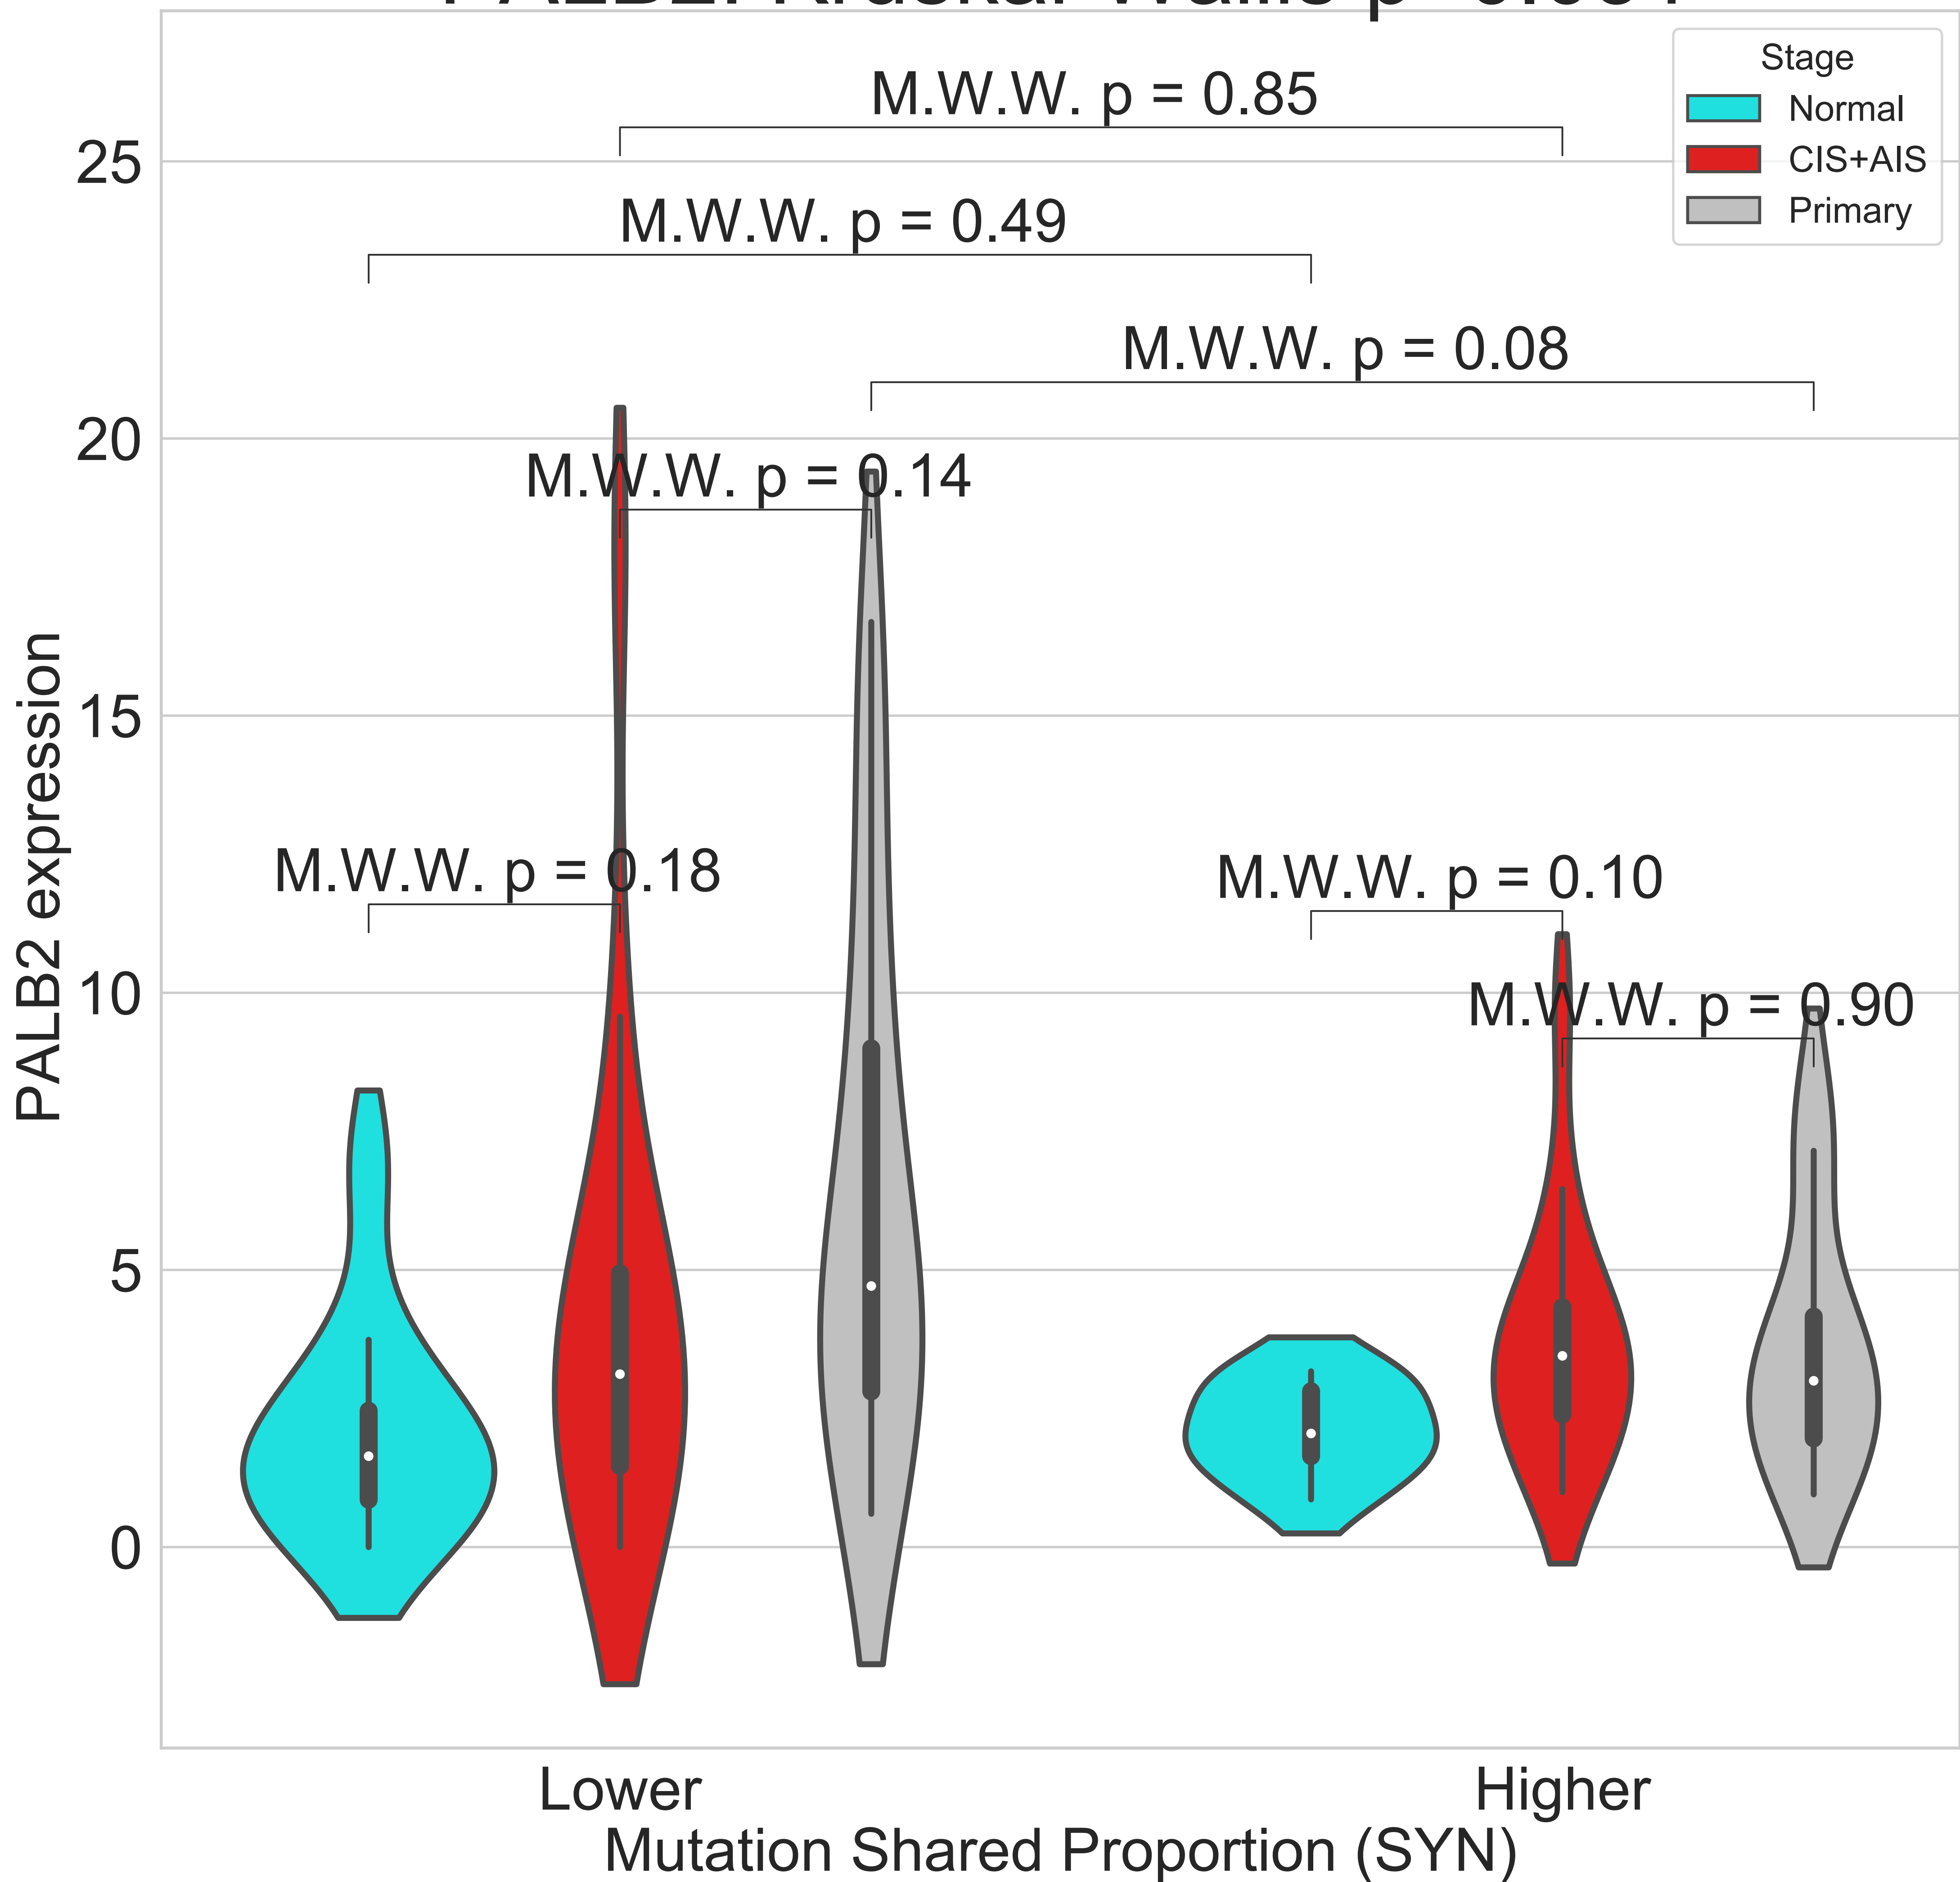 Stage
Normal
CIS+AIS
Primary
M.W.W. p = 0.85
M.W.W. p = 0.49
M.W.W. p = 0.08
M.W.W. p = 0.14
M.W.W. p = 0.18
M.W.W. p = 0.10
M.W.W. p = 0.90
25
20
15
10
5
0
PALB2 expression
Lower
Higher
Mutation Shared Proportion (SYN)